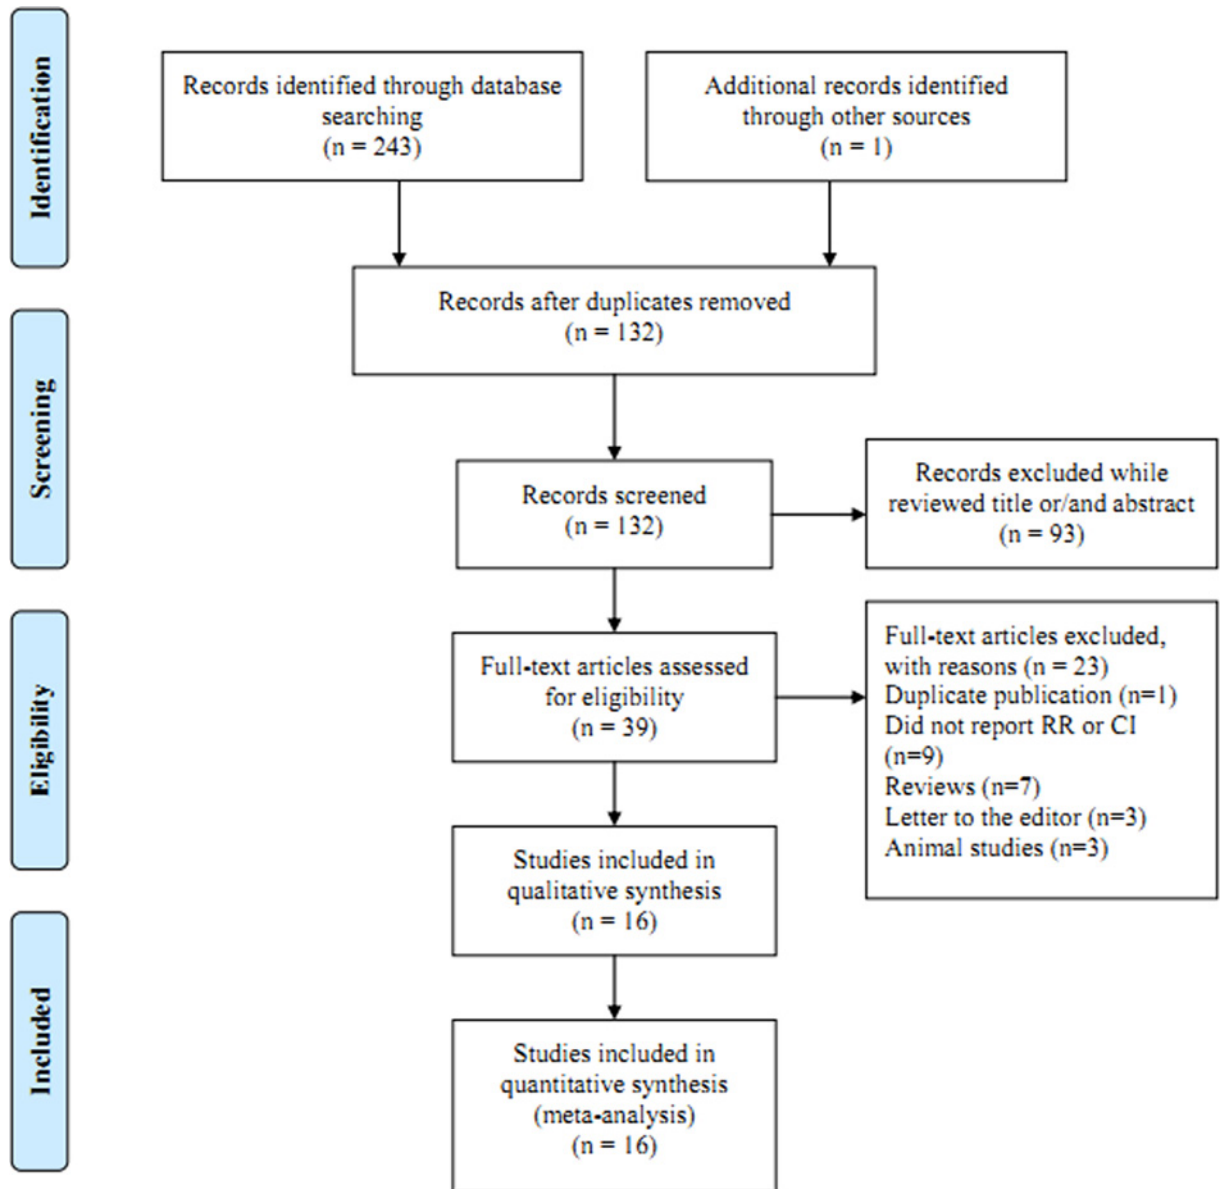 Identification
Records identified through database
searching
(n = 243)
Additional records identified
through other sources
(n = 1)
Records after duplicates removed
(n = 132)
Screening
Records screened
(n = 132)
Records excluded while
reviewed title or/and abstract
(n = 93)
Eligibility
Full-text articles assessed
for eligibility
(n = 39)
Full-text articles excluded,
with reasons (n = 23)
Duplicate publication (n=1)
Did not report RR or CI
(n=9)
Reviews (n=7)
Letter to the editor (n=3)
Animal studies (n=3)
Studies included in
qualitative synthesis
(n = 16)
Included
Studies included in
quantitative synthesis
(meta-analysis)
(n = 16)